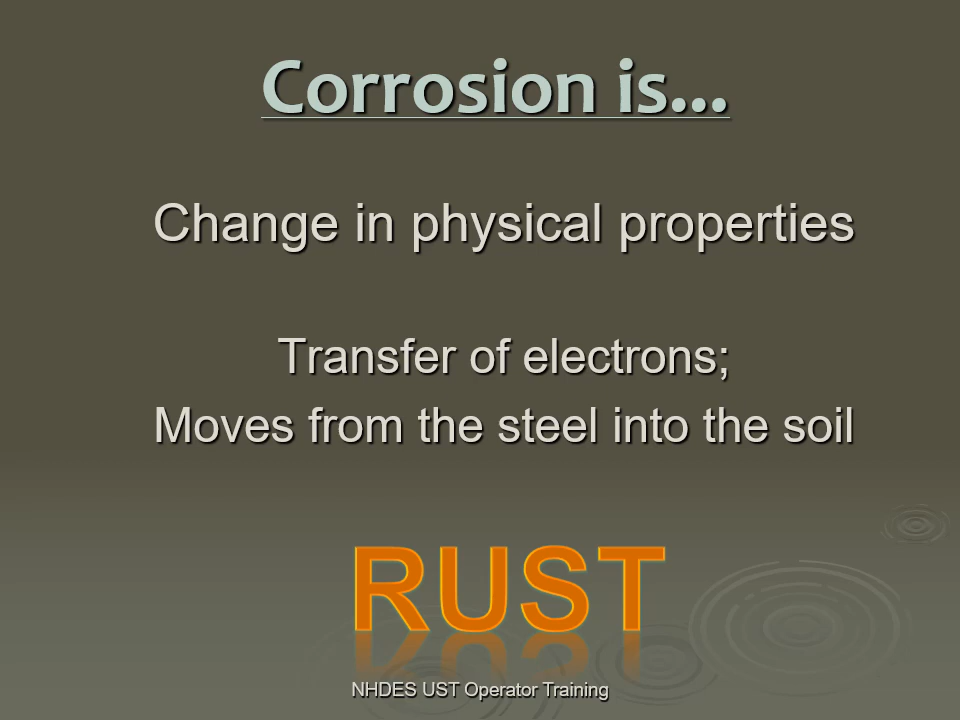 Corrosion is...
Change in physical properties
Transfer of electrons;
Moves from the steel into the soil
RUST
NHDES UST Operator Training